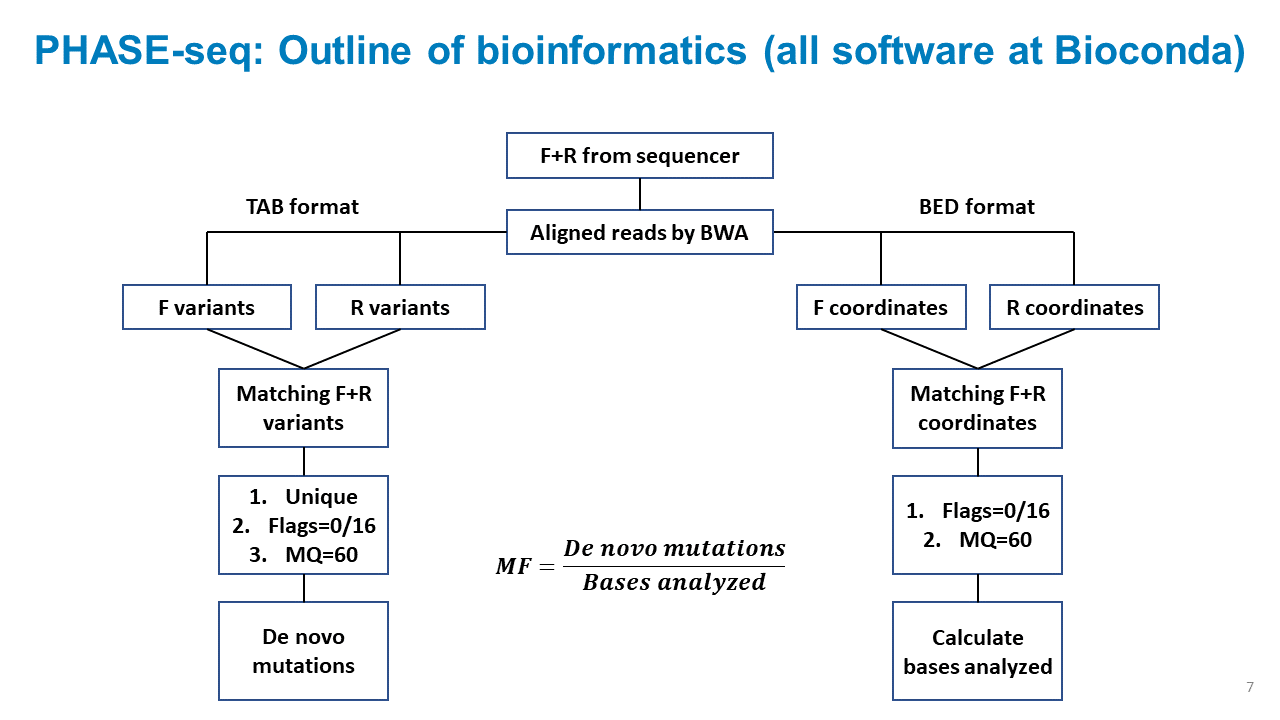 PHASE-seq: Outline of bioinformatics (all software at Bioconda)
F+R from sequencer
TAB format
BED format
Aligned reads by BWA
F variants
R variants
F coordinates
R coordinates
Matching F+R
variants
Matching F+R
coordinates
1. Unique
2. Flags=0/16
3. MQ=60
1. Flags=0/16
2. MQ=60
MF = De novo mutations / Bases analyzed
De novo
mutations
Calculate
bases analyzed
7